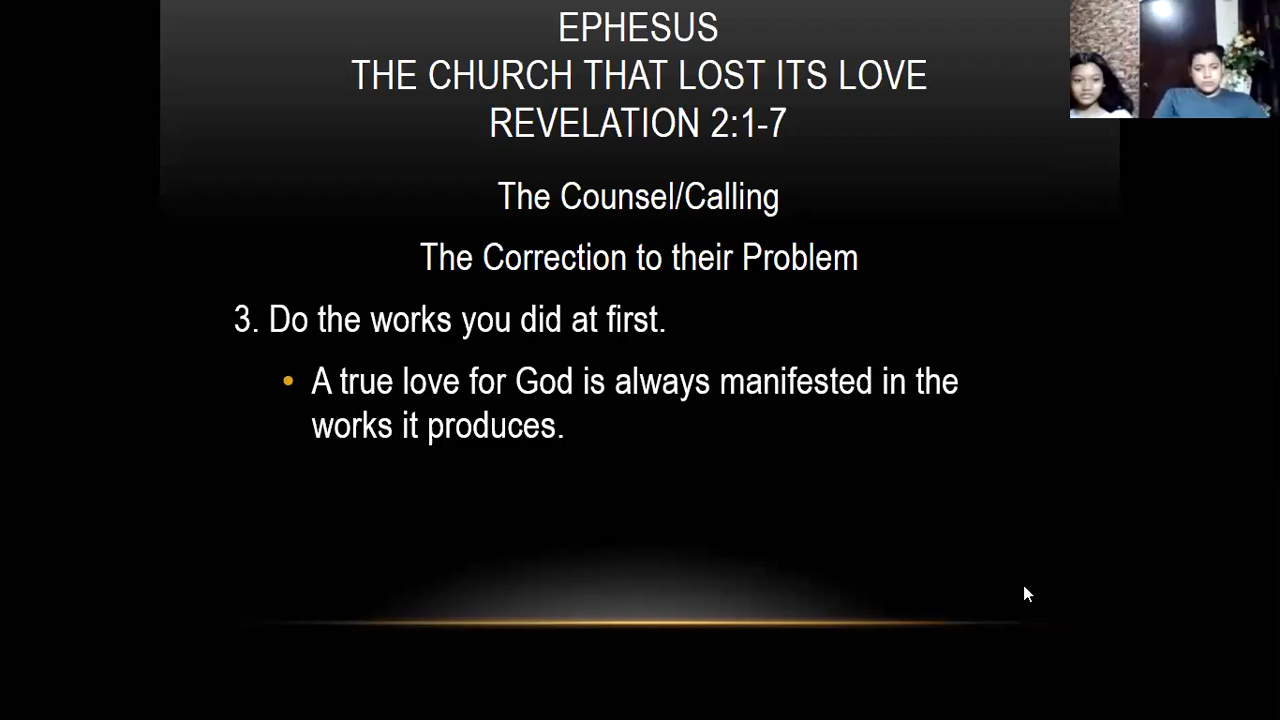 EPHESUS
THE CHURCH THAT LOST ITS LOVE
REVELATION 2:1-7
The Counsel/Calling
The Correction to their Problem
3. Do the works you did at first.
• A true love for God is always manifested in the
works it produces.